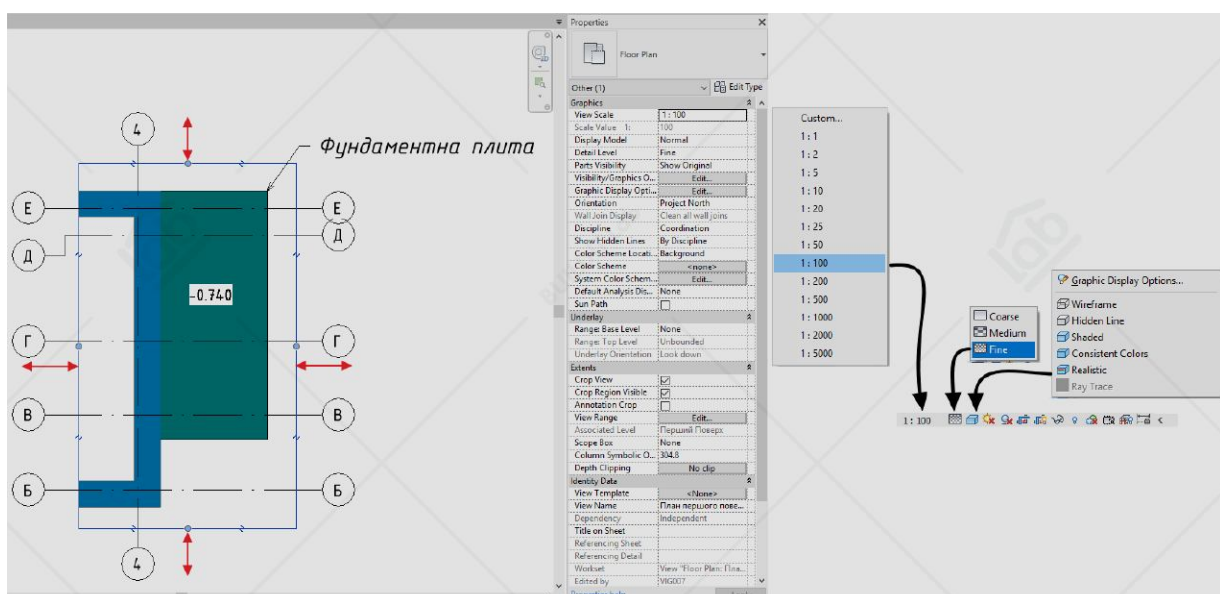 4
Фундаментна плита
Е
Е
Д
Д
-0.740
Г
Г
В
В
Б
Б
4
Properties
Floor Plan
Other (1)
Edit Type
Graphics
View Scale 1 : 100
Scale Value 1: 100
Display Model Normal
Detail Level Fine
Parts Visibility Show Original
Visibility/Graphics O... Edit...
Graphic Display Opti... Edit...
Orientation Project North
Wall Join Display Clean all wall joins
Discipline Coordination
Show Hidden Lines By Discipline
Color Scheme Locati... Background
Color Scheme <none>
System Color Schem... Edit...
Default Analysis Dis... None
Sun Path
Underlay
Range: Base Level None
Range: Top Level Unbounded
Underlay Orientation Look down
Extents
Crop View
Crop Region Visible
Annotation Crop
View Range Edit...
Associated Level Перший Поверх
Scope Box None
Column Symbolic O... 304.8
Depth Clipping No clip
Identity Data
View Template <None>
View Name План першого пове...
Dependency Independent
Title on Sheet
Referencing Sheet
Referencing Detail
Workset View "Floor Plan: Пла...
Edited by VIG007
Custom...
1 : 1
1 : 2
1 : 5
1 : 10
1 : 20
1 : 25
1 : 50
1 : 100
1 : 200
1 : 500
1 : 1000
1 : 2000
1 : 5000
Coarse
Medium
Fine
Graphic Display Options...
Wireframe
Hidden Line
Shaded
Consistent Colors
Realistic
Ray Trace
1 : 100